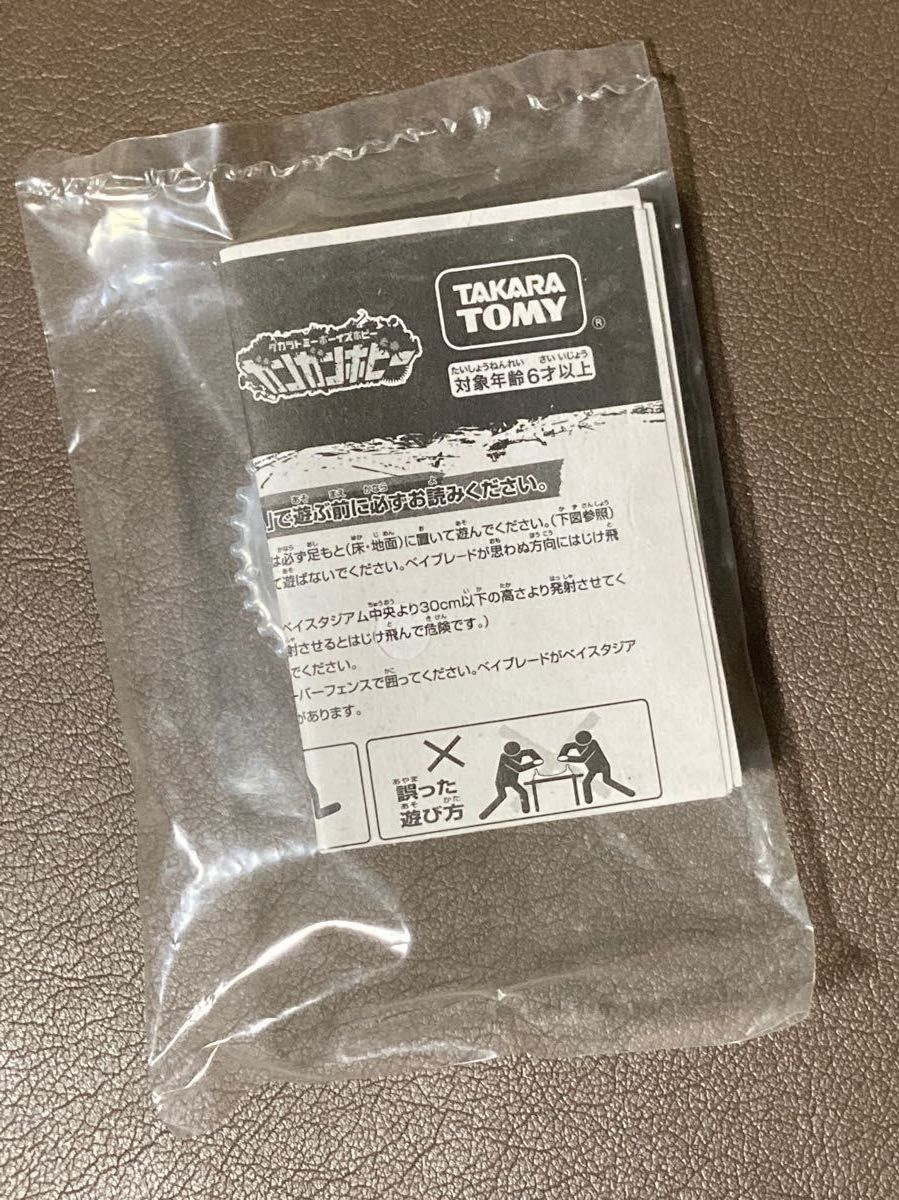 TAKARA
TOMY
®
タカラトミーボーイズホビー
ガンガンホビー
たいしょうねんれい さい いじょう
対象年齢6才以上
で遊ぶ前に必ずお読みください。
は必ず足もと(床・地面)に置いて遊んでください。(下図参照)
て遊ばないでください。ベイブレードが思わぬ方向にはじけ飛
ベイスタジアム中央より30cm以下の高さより発射させてく
射させるとはじけ飛んで危険です。)
でください。
ーパーフェンスで囲ってください。ベイブレードがベイスタジア
があります。
×
あやま
誤った
あそ かた
遊び方